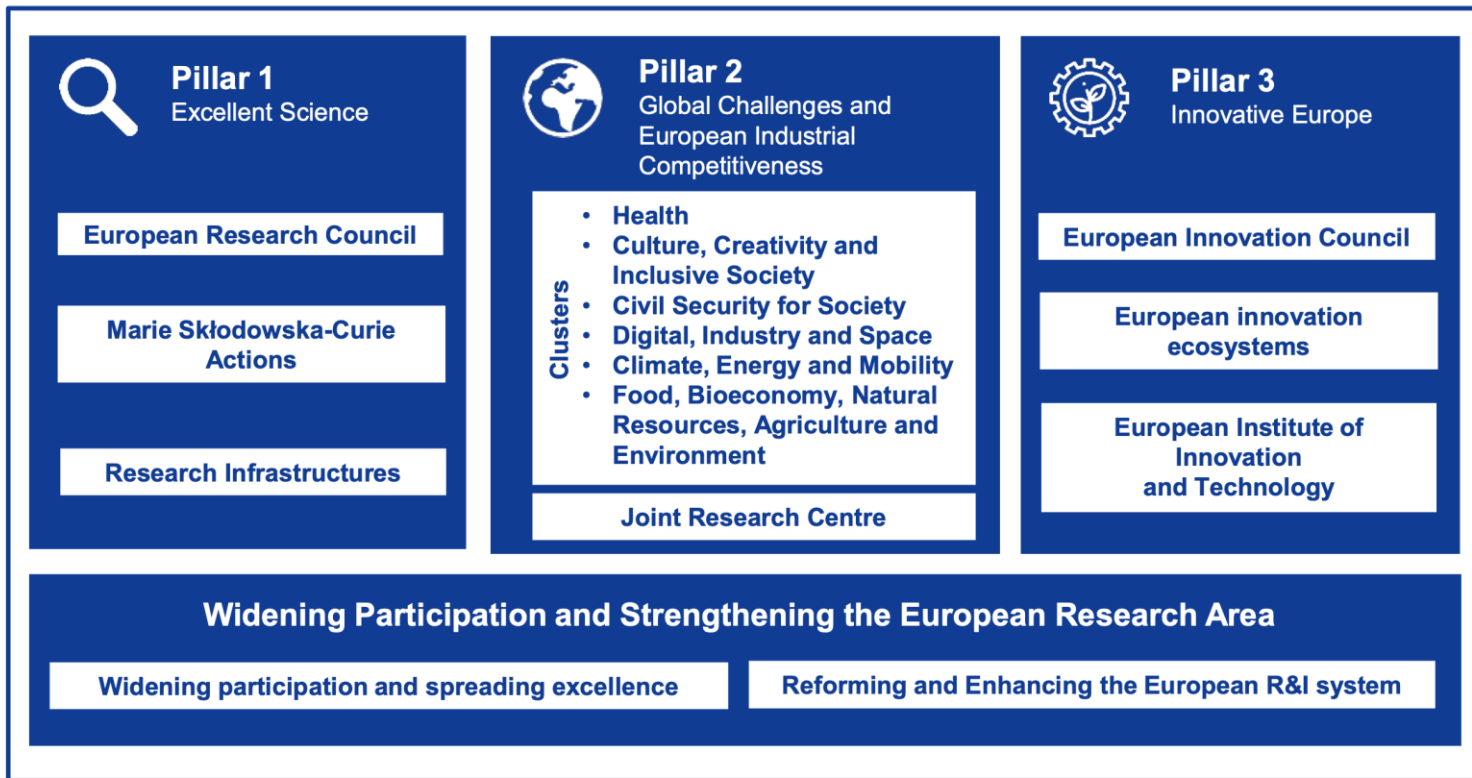 Pillar 1
Excellent Science
European Research Council
Marie Skłodowska-Curie
Actions
Research Infrastructures
Pillar 2
Global Challenges and
European Industrial
Competitiveness
Clusters
• Health
• Culture, Creativity and
Inclusive Society
• Civil Security for Society
• Digital, Industry and Space
• Climate, Energy and Mobility
• Food, Bioeconomy, Natural
Resources, Agriculture and
Environment
Joint Research Centre
Pillar 3
Innovative Europe
European Innovation Council
European innovation
ecosystems
European Institute of
Innovation
and Technology
Widening Participation and Strengthening the European Research Area
Widening participation and spreading excellence
Reforming and Enhancing the European R&I system